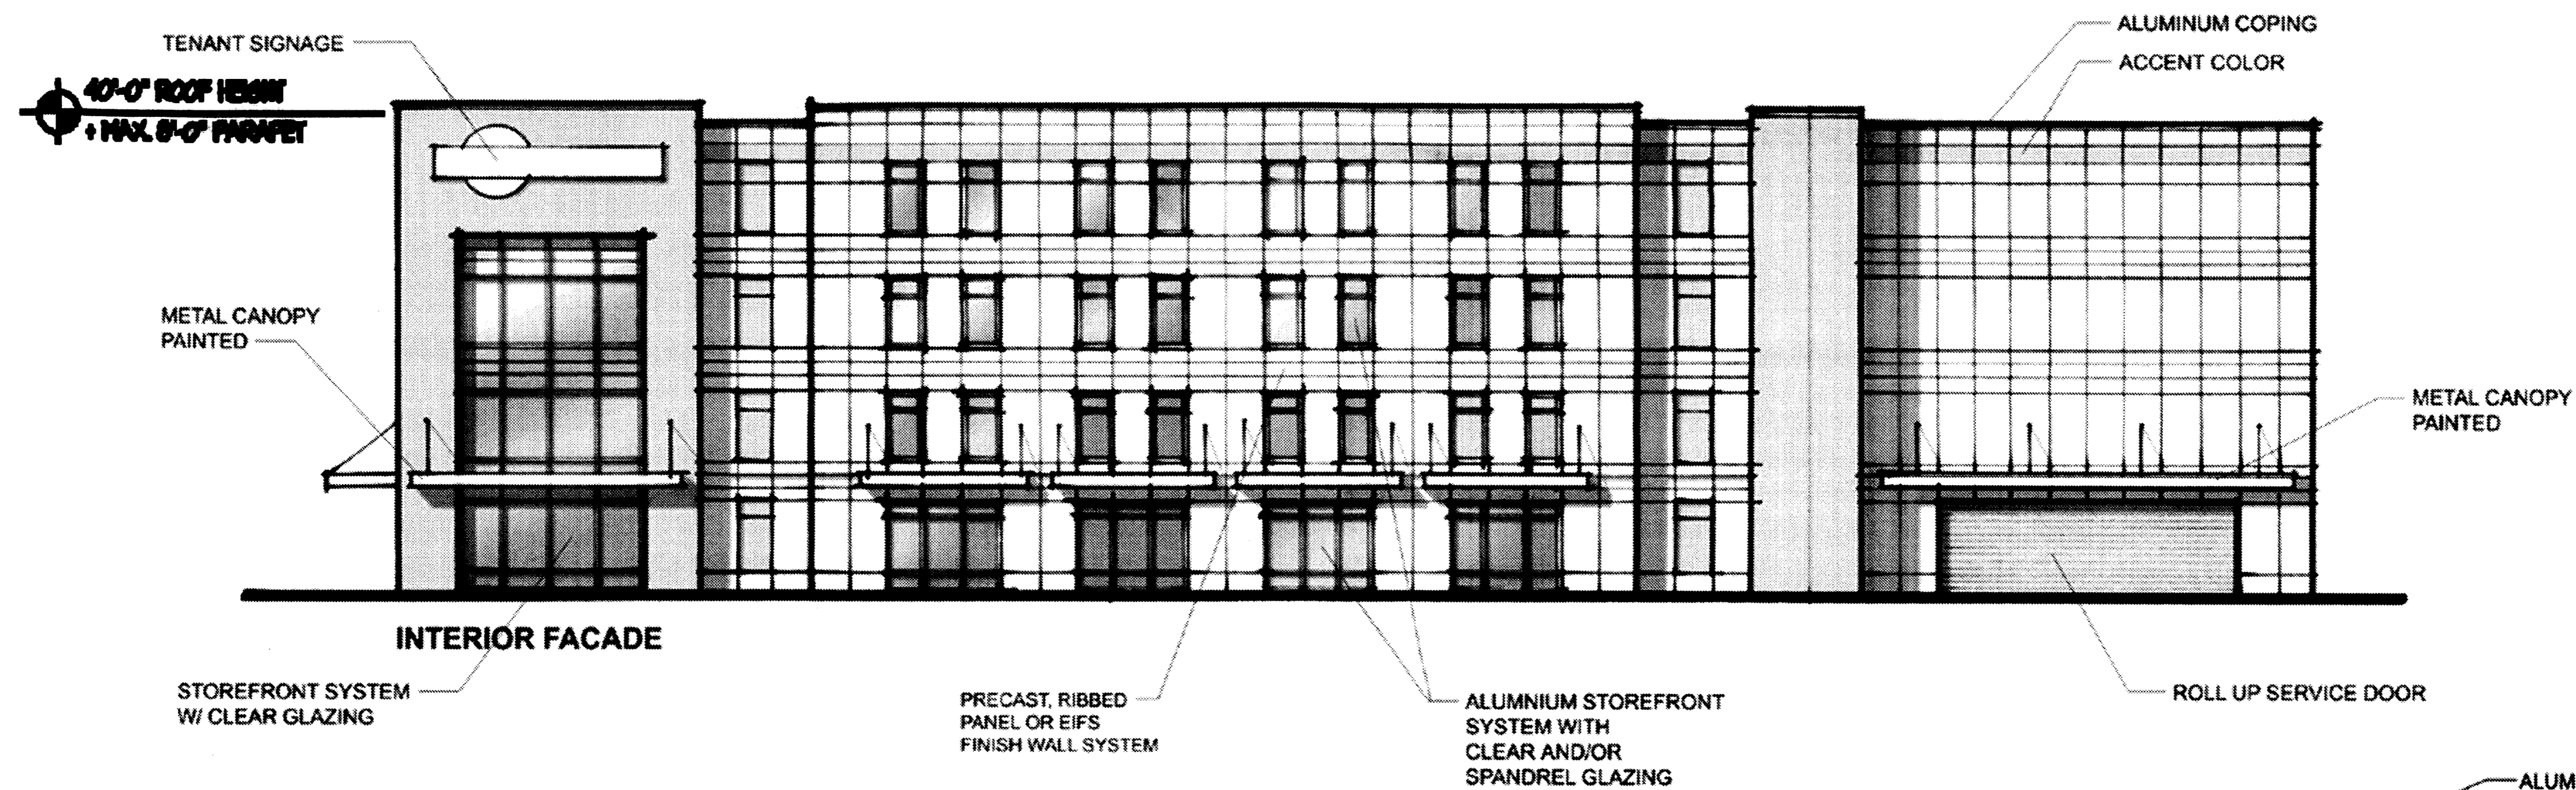 TENANT SIGNAGE
40'-0" ROOF HEIGHT
+ MAX. 8'-0" PARAPET
ALUMINUM COPING
ACCENT COLOR
METAL CANOPY
PAINTED
METAL CANOPY
PAINTED
INTERIOR FACADE
STOREFRONT SYSTEM
W/ CLEAR GLAZING
PRECAST, RIBBED
PANEL OR EIFS
FINISH WALL SYSTEM
ALUMNIUM STOREFRONT
SYSTEM WITH
CLEAR AND/OR
SPANDREL GLAZING
ROLL UP SERVICE DOOR
ALUM